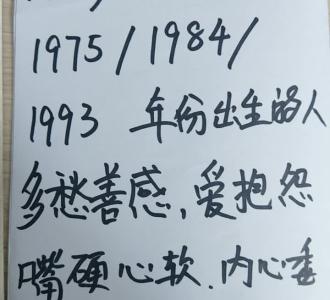 1975/1984/
1993 年份出生的人
多愁善感,爱抱怨
嘴硬心软.内心